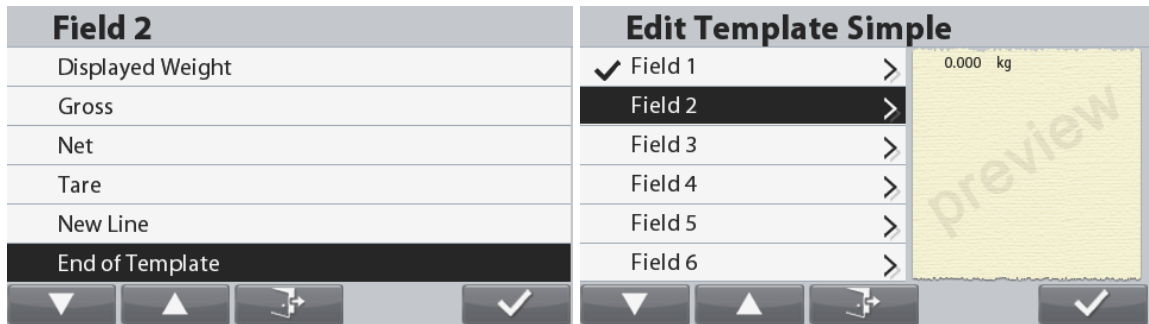 Field 2
Displayed Weight
Gross
Net
Tare
New Line
End of Template
Edit Template Simple
Field 1
Field 2
Field 3
Field 4
Field 5
Field 6
0.000 kg
preview